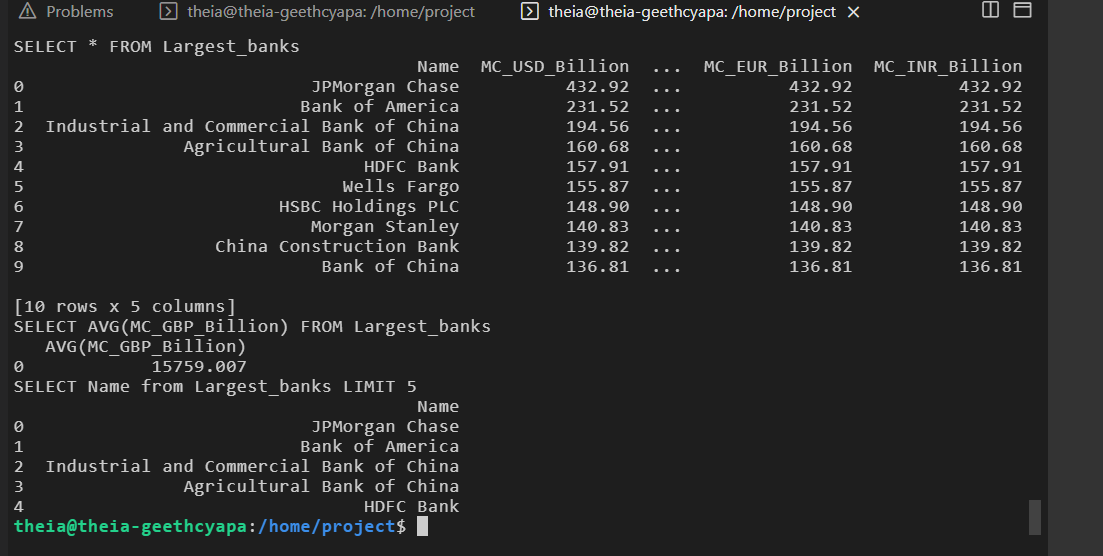 Problems theia@theia-geethcyapa: /home/project theia@theia-geethcyapa: /home/project
SELECT * FROM Largest_banks
Name MC_USD_Billion ... MC_EUR_Billion MC_INR_Billion
0 JPMorgan Chase 432.92 ... 432.92 432.92
1 Bank of America 231.52 ... 231.52 231.52
2 Industrial and Commercial Bank of China 194.56 ... 194.56 194.56
3 Agricultural Bank of China 160.68 ... 160.68 160.68
4 HDFC Bank 157.91 ... 157.91 157.91
5 Wells Fargo 155.87 ... 155.87 155.87
6 HSBC Holdings PLC 148.90 ... 148.90 148.90
7 Morgan Stanley 140.83 ... 140.83 140.83
8 China Construction Bank 139.82 ... 139.82 139.82
9 Bank of China 136.81 ... 136.81 136.81
[10 rows x 5 columns]
SELECT AVG(MC_GBP_Billion) FROM Largest_banks
AVG(MC_GBP_Billion)
0 15759.007
SELECT Name from Largest_banks LIMIT 5
Name
0 JPMorgan Chase
1 Bank of America
2 Industrial and Commercial Bank of China
3 Agricultural Bank of China
4 HDFC Bank
theia@theia-geethcyapa:/home/project$